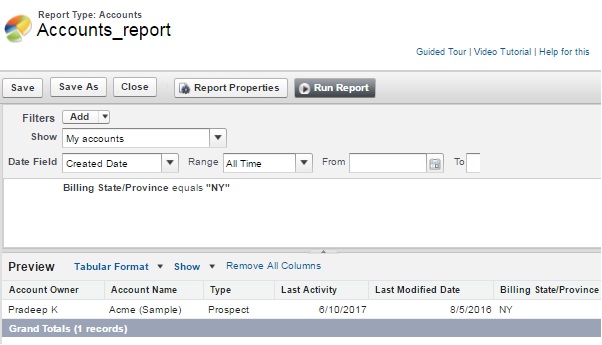 Report Type: Accounts
Accounts_report
Guided Tour | Video Tutorial | Help for this
Save Save As Close Report Properties Run Report
Filters Add
Show My accounts
Date Field Created Date Range All Time From To
Billing State/Province equals "NY"
Preview Tabular Format Show Remove All Columns
Account Owner Account Name Type Last Activity Last Modified Date Billing State/Province
Pradeep K Acme (Sample) Prospect 6/10/2017 8/5/2016 NY
Grand Totals (1 records)